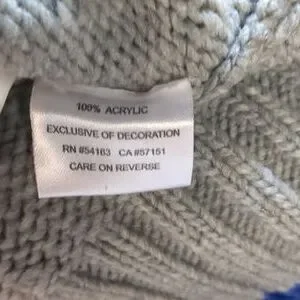 100% ACRYLIC
EXCLUSIVE OF DECORATION
RN #54163 CA #57151
CARE ON REVERSE